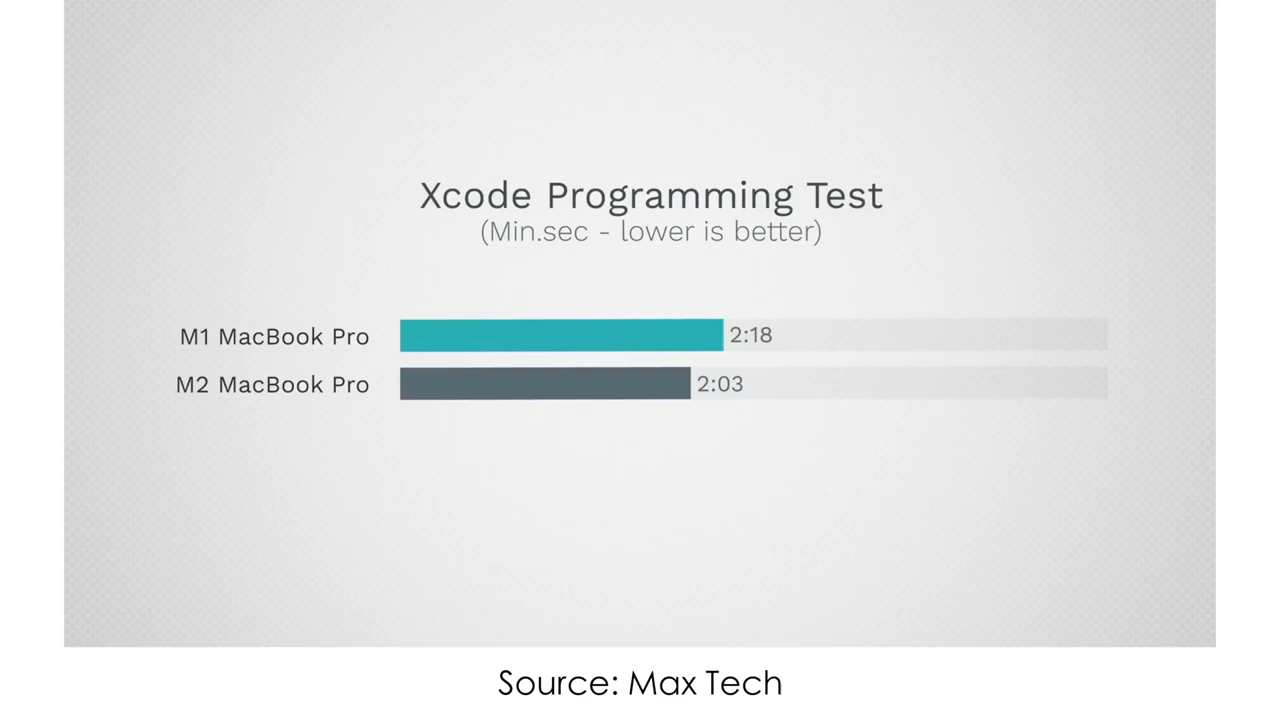 Xcode Programming Test
(Min.sec - lower is better)
M1 MacBook Pro 2:18
M2 MacBook Pro 2:03
Source: Max Tech